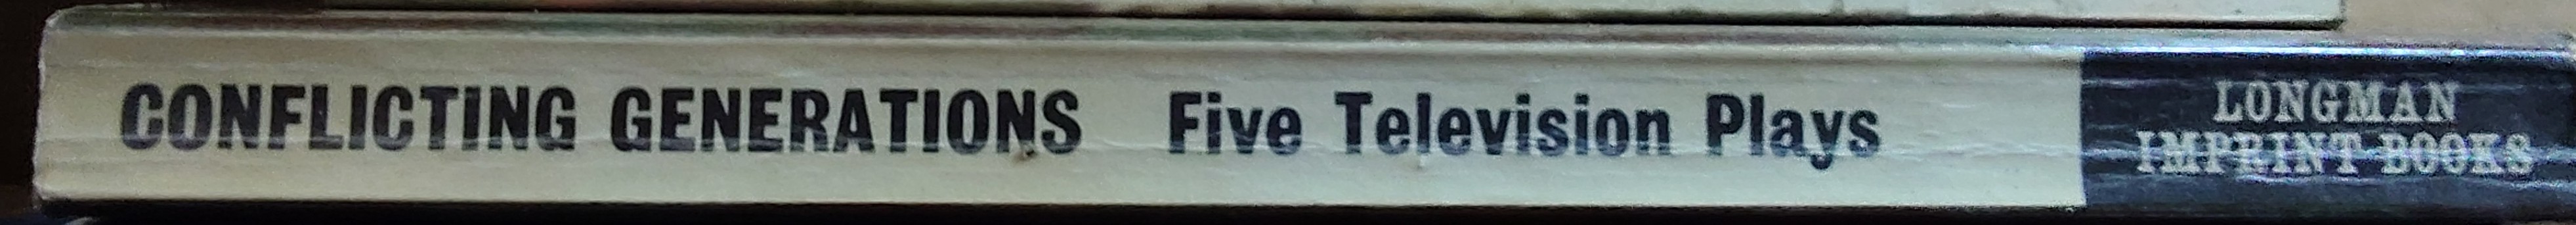 CONFLICTING GENERATIONS Five Television Plays
LONGMAN
IMPRINT BOOKS